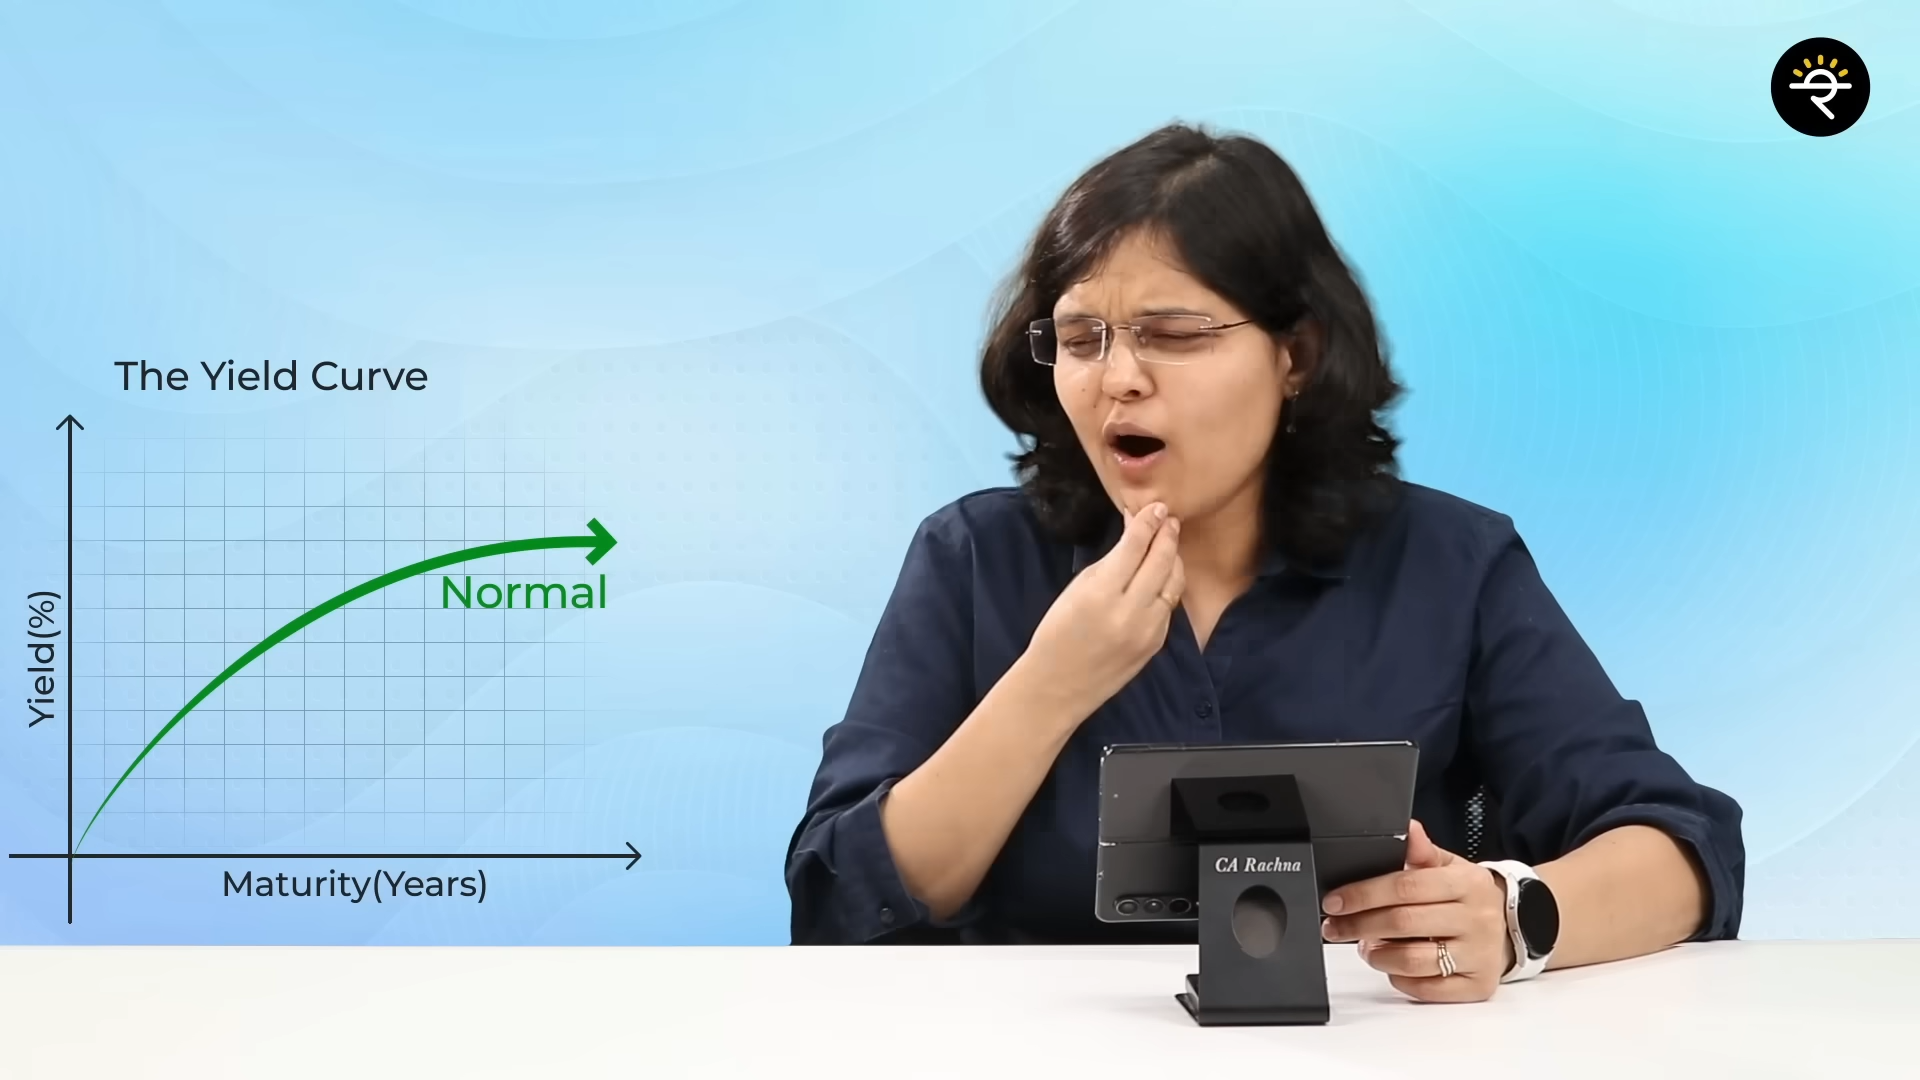 The Yield Curve
Yield(%)
Normal
Maturity(Years)
CA Rachna